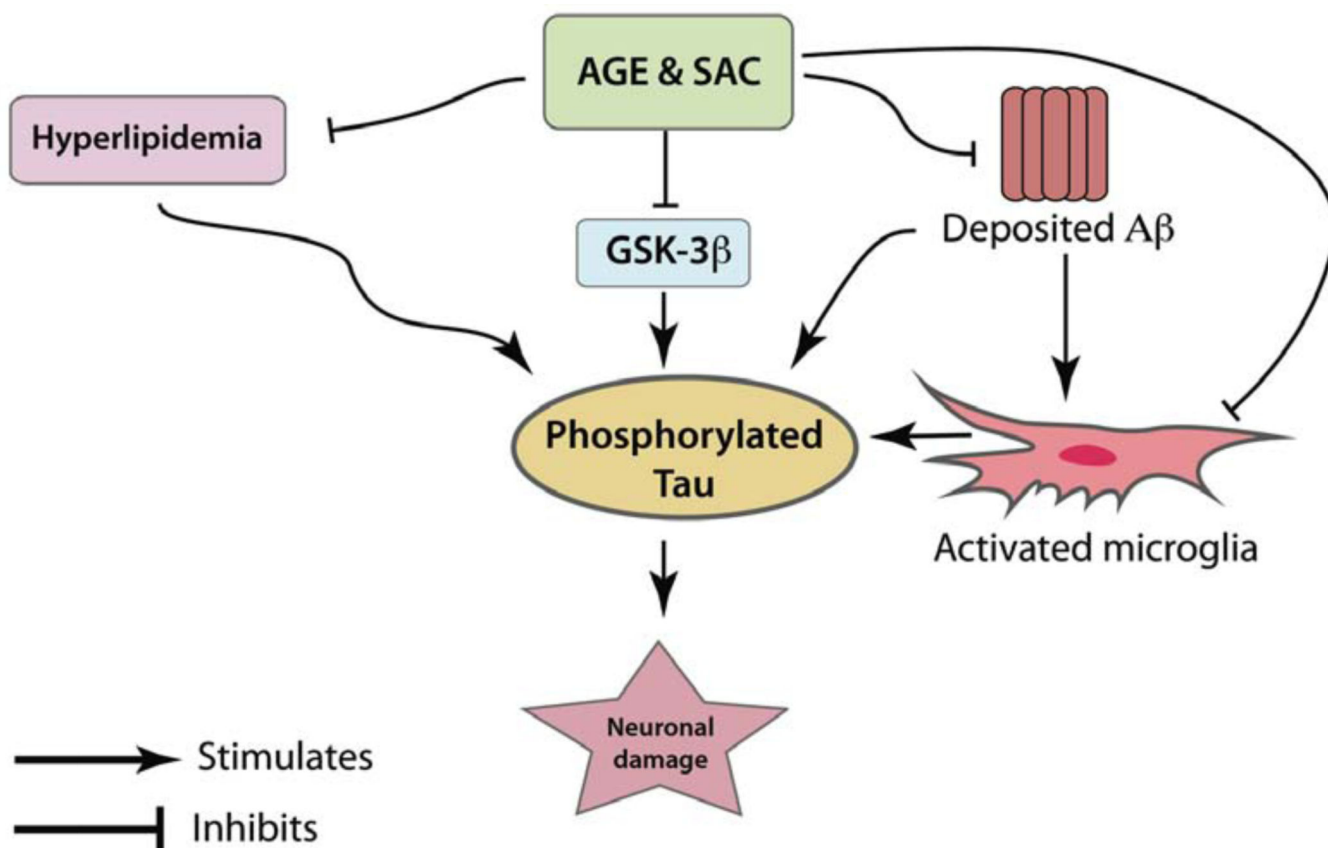 AGE & SAC
Hyperlipidemia
GSK-3β
Deposited Aβ
Phosphorylated
Tau
Activated microglia
Neuronal
damage
Stimulates
Inhibits